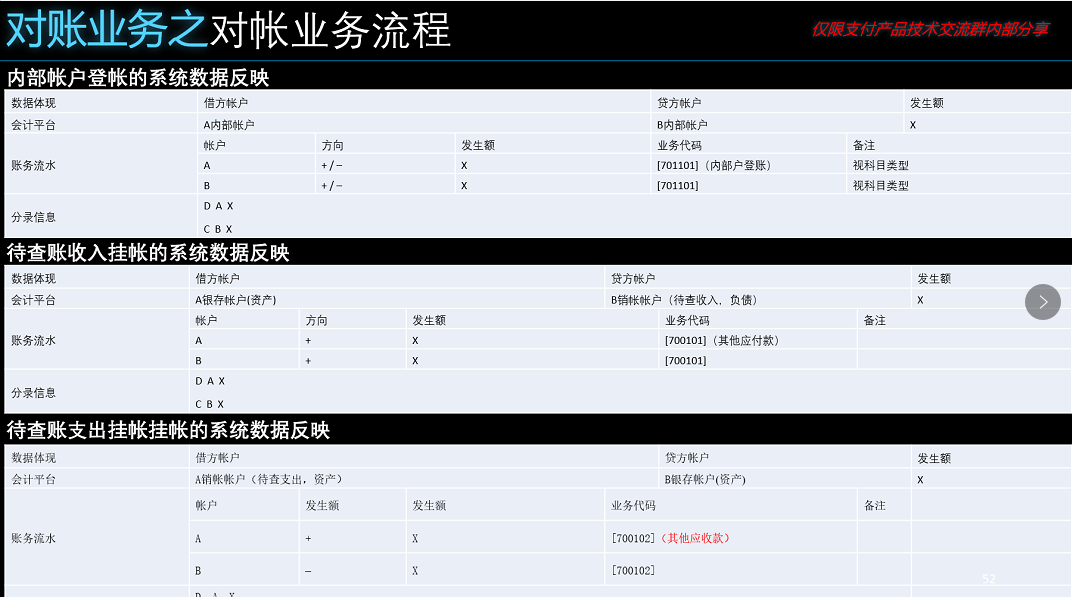 对账业务之对帐业务流程
仅限支付产品技术交流群内部分享
内部帐户登帐的系统数据反映
数据体现 借方帐户 贷方帐户 发生额
会计平台 A内部帐户 B内部帐户 X
账务流水 帐户 方向 发生额 业务代码 备注
A +/− X [701101]（内部户登账） 视科目类型
B +/− X [701101] 视科目类型
分录信息 D A X
C B X
待查账收入挂帐的系统数据反映
数据体现 借方帐户 贷方帐户 发生额
会计平台 A银存帐户(资产) B销帐帐户（待查收入，负债） X
账务流水 帐户 方向 发生额 业务代码 备注
A + X [700101]（其他应付款）
B + X [700101]
分录信息 D A X
C B X
待查账支出挂帐挂帐的系统数据反映
数据体现 借方帐户 贷方帐户 发生额
会计平台 A销帐帐户（待查支出，资产） B银存帐户(资产) X
账务流水 帐户 发生额 发生额 业务代码 备注
A + X [700102]（其他应收款）
B − X [700102]
52
D A X